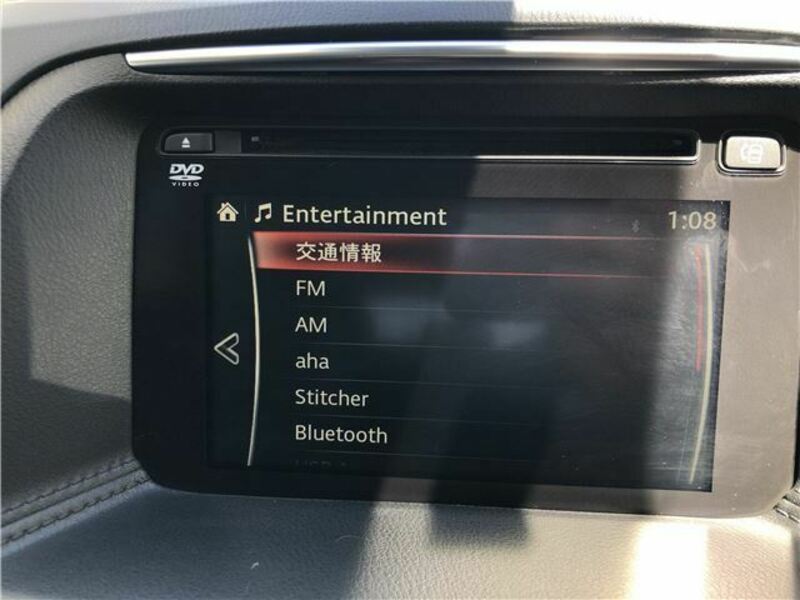 DVD
VIDEO
Entertainment 1:08
交通情報
FM
AM
aha
Stitcher
Bluetooth